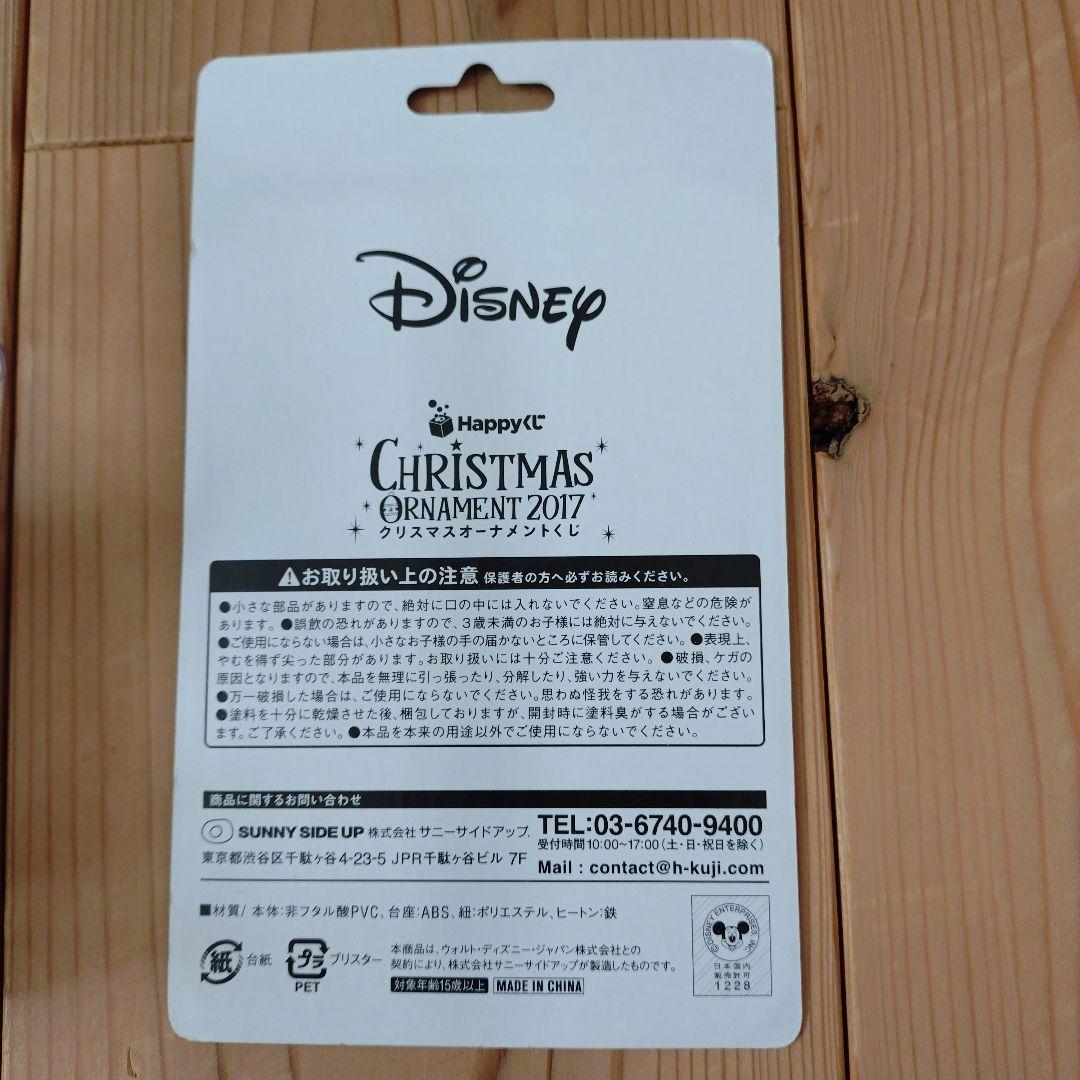 Disney
Happyくじ
CHRISTMAS
ORNAMENT 2017
クリスマスオーナメントくじ
お取り扱い上の注意 保護者の方へ必ずお読みください。
●小さな部品がありますので、絶対に口の中には入れないでください。窒息などの危険が
あります。●誤飲の恐れがありますので、3歳未満のお子様には絶対に与えないでください。
●ご使用にならない場合は、小さなお子様の手の届かないところに保管してください。●表現上、
やむを得ず尖った部分があります。お取り扱いには十分ご注意ください。●破損、ケガの
原因となりますので、本品を無理に引っ張ったり、分解したり、強い力を与えないでください。
●万一破損した場合は、ご使用にならないでください。思わぬ怪我をする恐れがあります。
●塗料を十分に乾燥させた後、梱包しておりますが、開封時に塗料臭がする場合がござい
ます。ご了承ください。●本品を本来の用途以外でご使用にならないでください。
商品に関するお問い合わせ
SUNNY SIDE UP 株式会社 サニーサイドアップ.
東京都渋谷区千駄ヶ谷4-23-5 JPR千駄ヶ谷ビル 7F
TEL:03-6740-9400
受付時間10:00~17:00(土・日・祝日を除く)
Mail : contact@h-kuji.com
■材質/ 本体:非フタル酸PVC、台座:ABS、紐:ポリエステル、ヒートン:鉄
紙 台紙
プラ ブリスター
PET
本商品は、ウォルト・ディズニー・ジャパン株式会社との
契約により、株式会社サニーサイドアップが製造したものです。
対象年齢15歳以上 MADE IN CHINA
©DISNEY ENTERPRISES, INC.
日本国内
販売許可
1228